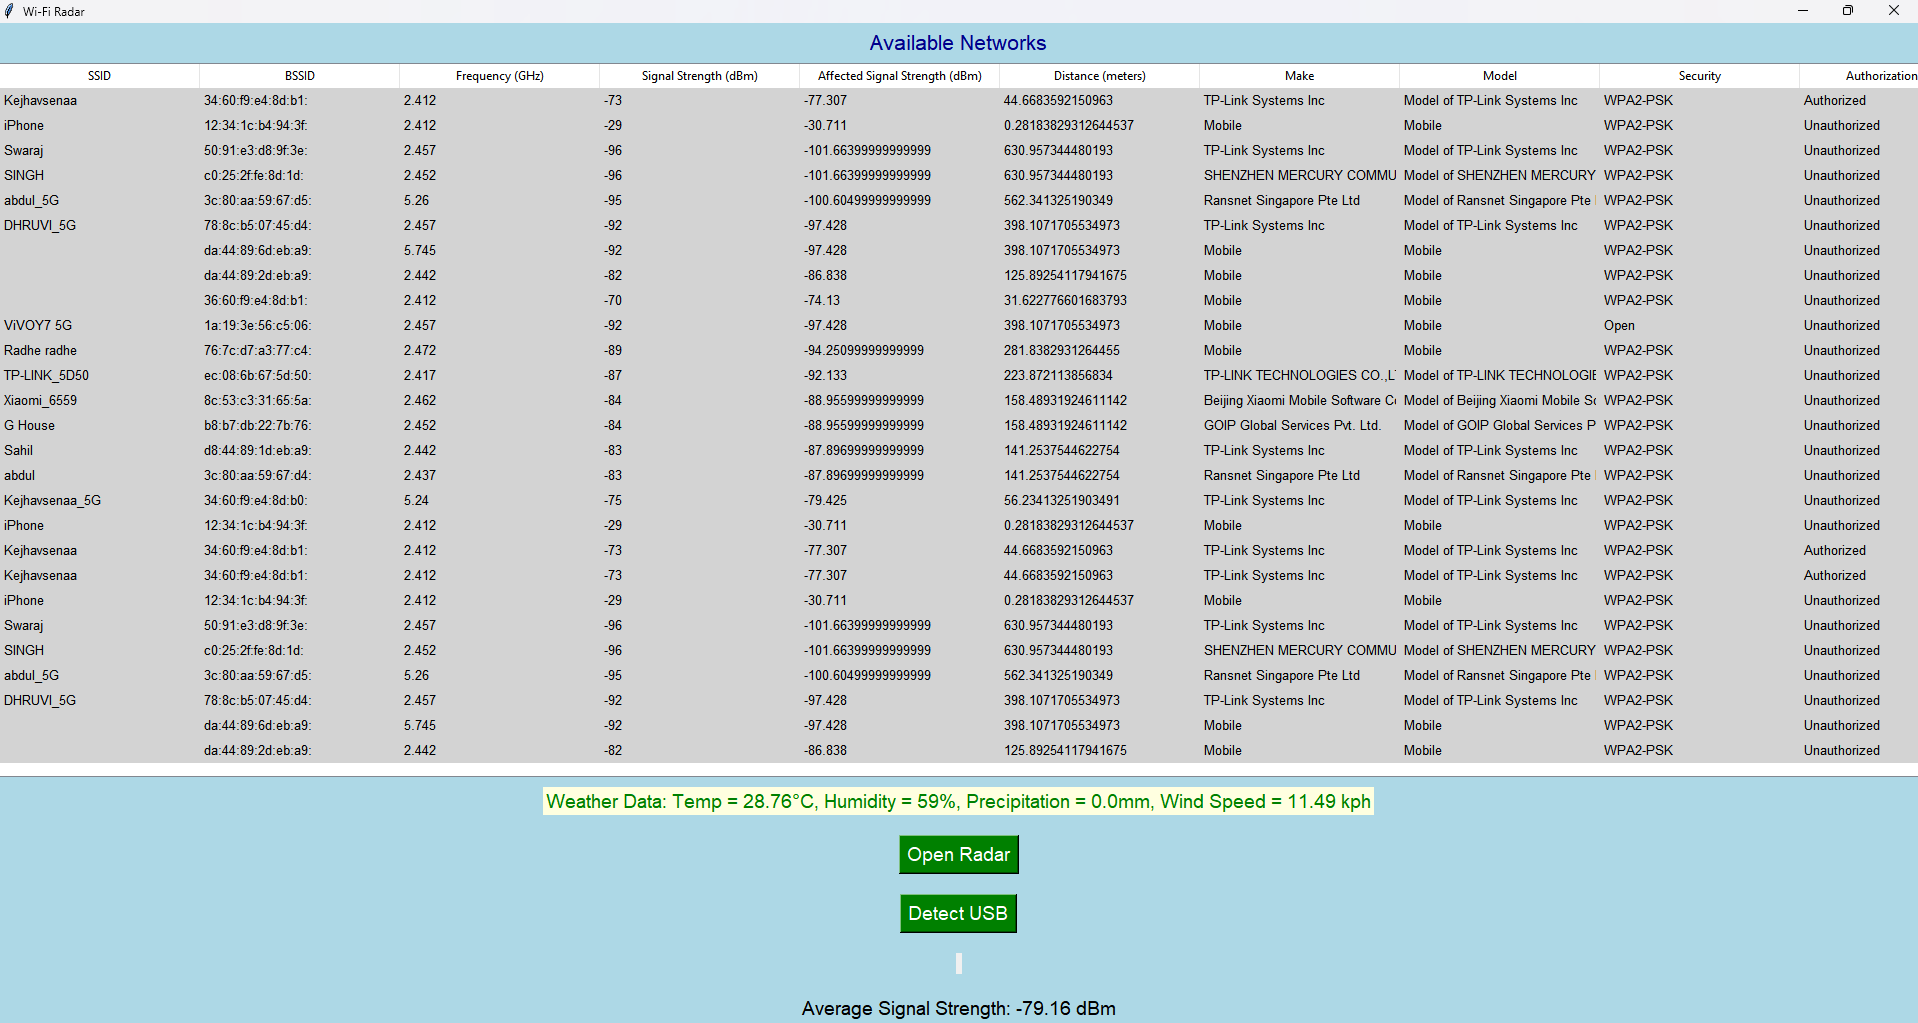 Wi-Fi Radar
Available Networks
SSID BSSID Frequency (GHz) Signal Strength (dBm) Affected Signal Strength (dBm) Distance (meters) Make Model Security Authorization
Kejhavsenaa 34:60:f9:e4:8d:b1: 2.412 -73 -77.307 44.6683592150963 TP-Link Systems Inc Model of TP-Link Systems Inc WPA2-PSK Authorized
iPhone 12:34:1c:b4:94:3f: 2.412 -29 -30.711 0.28183829312644537 Mobile Mobile WPA2-PSK Unauthorized
Swaraj 50:91:e3:d8:9f:3e: 2.457 -96 -101.66399999999999 630.957344480193 TP-Link Systems Inc Model of TP-Link Systems Inc WPA2-PSK Unauthorized
SINGH c0:25:2f:fe:8d:1d: 2.452 -96 -101.66399999999999 630.957344480193 SHENZHEN MERCURY COMMU Model of SHENZHEN MERCURY WPA2-PSK Unauthorized
abdul_5G 3c:80:aa:59:67:d5: 5.26 -95 -100.60499999999999 562.341325190349 Ransnet Singapore Pte Ltd Model of Ransnet Singapore Pte WPA2-PSK Unauthorized
DHRUVI_5G 78:8c:b5:07:45:d4: 2.457 -92 -97.428 398.1071705534973 TP-Link Systems Inc Model of TP-Link Systems Inc WPA2-PSK Unauthorized
da:44:89:6d:eb:a9: 5.745 -92 -97.428 398.1071705534973 Mobile Mobile WPA2-PSK Unauthorized
da:44:89:2d:eb:a9: 2.442 -82 -86.838 125.89254117941675 Mobile Mobile WPA2-PSK Unauthorized
36:60:f9:e4:8d:b1: 2.412 -70 -74.13 31.622776601683793 Mobile Mobile WPA2-PSK Unauthorized
ViVOY7 5G 1a:19:3e:56:c5:06: 2.457 -92 -97.428 398.1071705534973 Mobile Mobile Open Unauthorized
Radhe radhe 76:7c:d7:a3:77:c4: 2.472 -89 -94.25099999999999 281.8382931264455 Mobile Mobile WPA2-PSK Unauthorized
TP-LINK_5D50 ec:08:6b:67:5d:50: 2.417 -87 -92.133 223.872113856834 TP-LINK TECHNOLOGIES CO.,L Model of TP-LINK TECHNOLOGIE WPA2-PSK Unauthorized
Xiaomi_6559 8c:53:c3:31:65:5a: 2.462 -84 -88.95599999999999 158.48931924611142 Beijing Xiaomi Mobile Software Co Model of Beijing Xiaomi Mobile So WPA2-PSK Unauthorized
G House b8:b7:db:22:7b:76: 2.452 -84 -88.95599999999999 158.48931924611142 GOIP Global Services Pvt. Ltd. Model of GOIP Global Services P WPA2-PSK Unauthorized
Sahil d8:44:89:1d:eb:a9: 2.442 -83 -87.89699999999999 141.2537544622754 TP-Link Systems Inc Model of TP-Link Systems Inc WPA2-PSK Unauthorized
abdul 3c:80:aa:59:67:d4: 2.437 -83 -87.89699999999999 141.2537544622754 Ransnet Singapore Pte Ltd Model of Ransnet Singapore Pte WPA2-PSK Unauthorized
Kejhavsenaa_5G 34:60:f9:e4:8d:b0: 5.24 -75 -79.425 56.23413251903491 TP-Link Systems Inc Model of TP-Link Systems Inc WPA2-PSK Unauthorized
iPhone 12:34:1c:b4:94:3f: 2.412 -29 -30.711 0.28183829312644537 Mobile Mobile WPA2-PSK Unauthorized
Kejhavsenaa 34:60:f9:e4:8d:b1: 2.412 -73 -77.307 44.6683592150963 TP-Link Systems Inc Model of TP-Link Systems Inc WPA2-PSK Authorized
Kejhavsenaa 34:60:f9:e4:8d:b1: 2.412 -73 -77.307 44.6683592150963 TP-Link Systems Inc Model of TP-Link Systems Inc WPA2-PSK Authorized
iPhone 12:34:1c:b4:94:3f: 2.412 -29 -30.711 0.28183829312644537 Mobile Mobile WPA2-PSK Unauthorized
Swaraj 50:91:e3:d8:9f:3e: 2.457 -96 -101.66399999999999 630.957344480193 TP-Link Systems Inc Model of TP-Link Systems Inc WPA2-PSK Unauthorized
SINGH c0:25:2f:fe:8d:1d: 2.452 -96 -101.66399999999999 630.957344480193 SHENZHEN MERCURY COMMU Model of SHENZHEN MERCURY WPA2-PSK Unauthorized
abdul_5G 3c:80:aa:59:67:d5: 5.26 -95 -100.60499999999999 562.341325190349 Ransnet Singapore Pte Ltd Model of Ransnet Singapore Pte WPA2-PSK Unauthorized
DHRUVI_5G 78:8c:b5:07:45:d4: 2.457 -92 -97.428 398.1071705534973 TP-Link Systems Inc Model of TP-Link Systems Inc WPA2-PSK Unauthorized
da:44:89:6d:eb:a9: 5.745 -92 -97.428 398.1071705534973 Mobile Mobile WPA2-PSK Unauthorized
da:44:89:2d:eb:a9: 2.442 -82 -86.838 125.89254117941675 Mobile Mobile WPA2-PSK Unauthorized
Weather Data: Temp = 28.76°C, Humidity = 59%, Precipitation = 0.0mm, Wind Speed = 11.49 kph
Open Radar
Detect USB
Average Signal Strength: -79.16 dBm